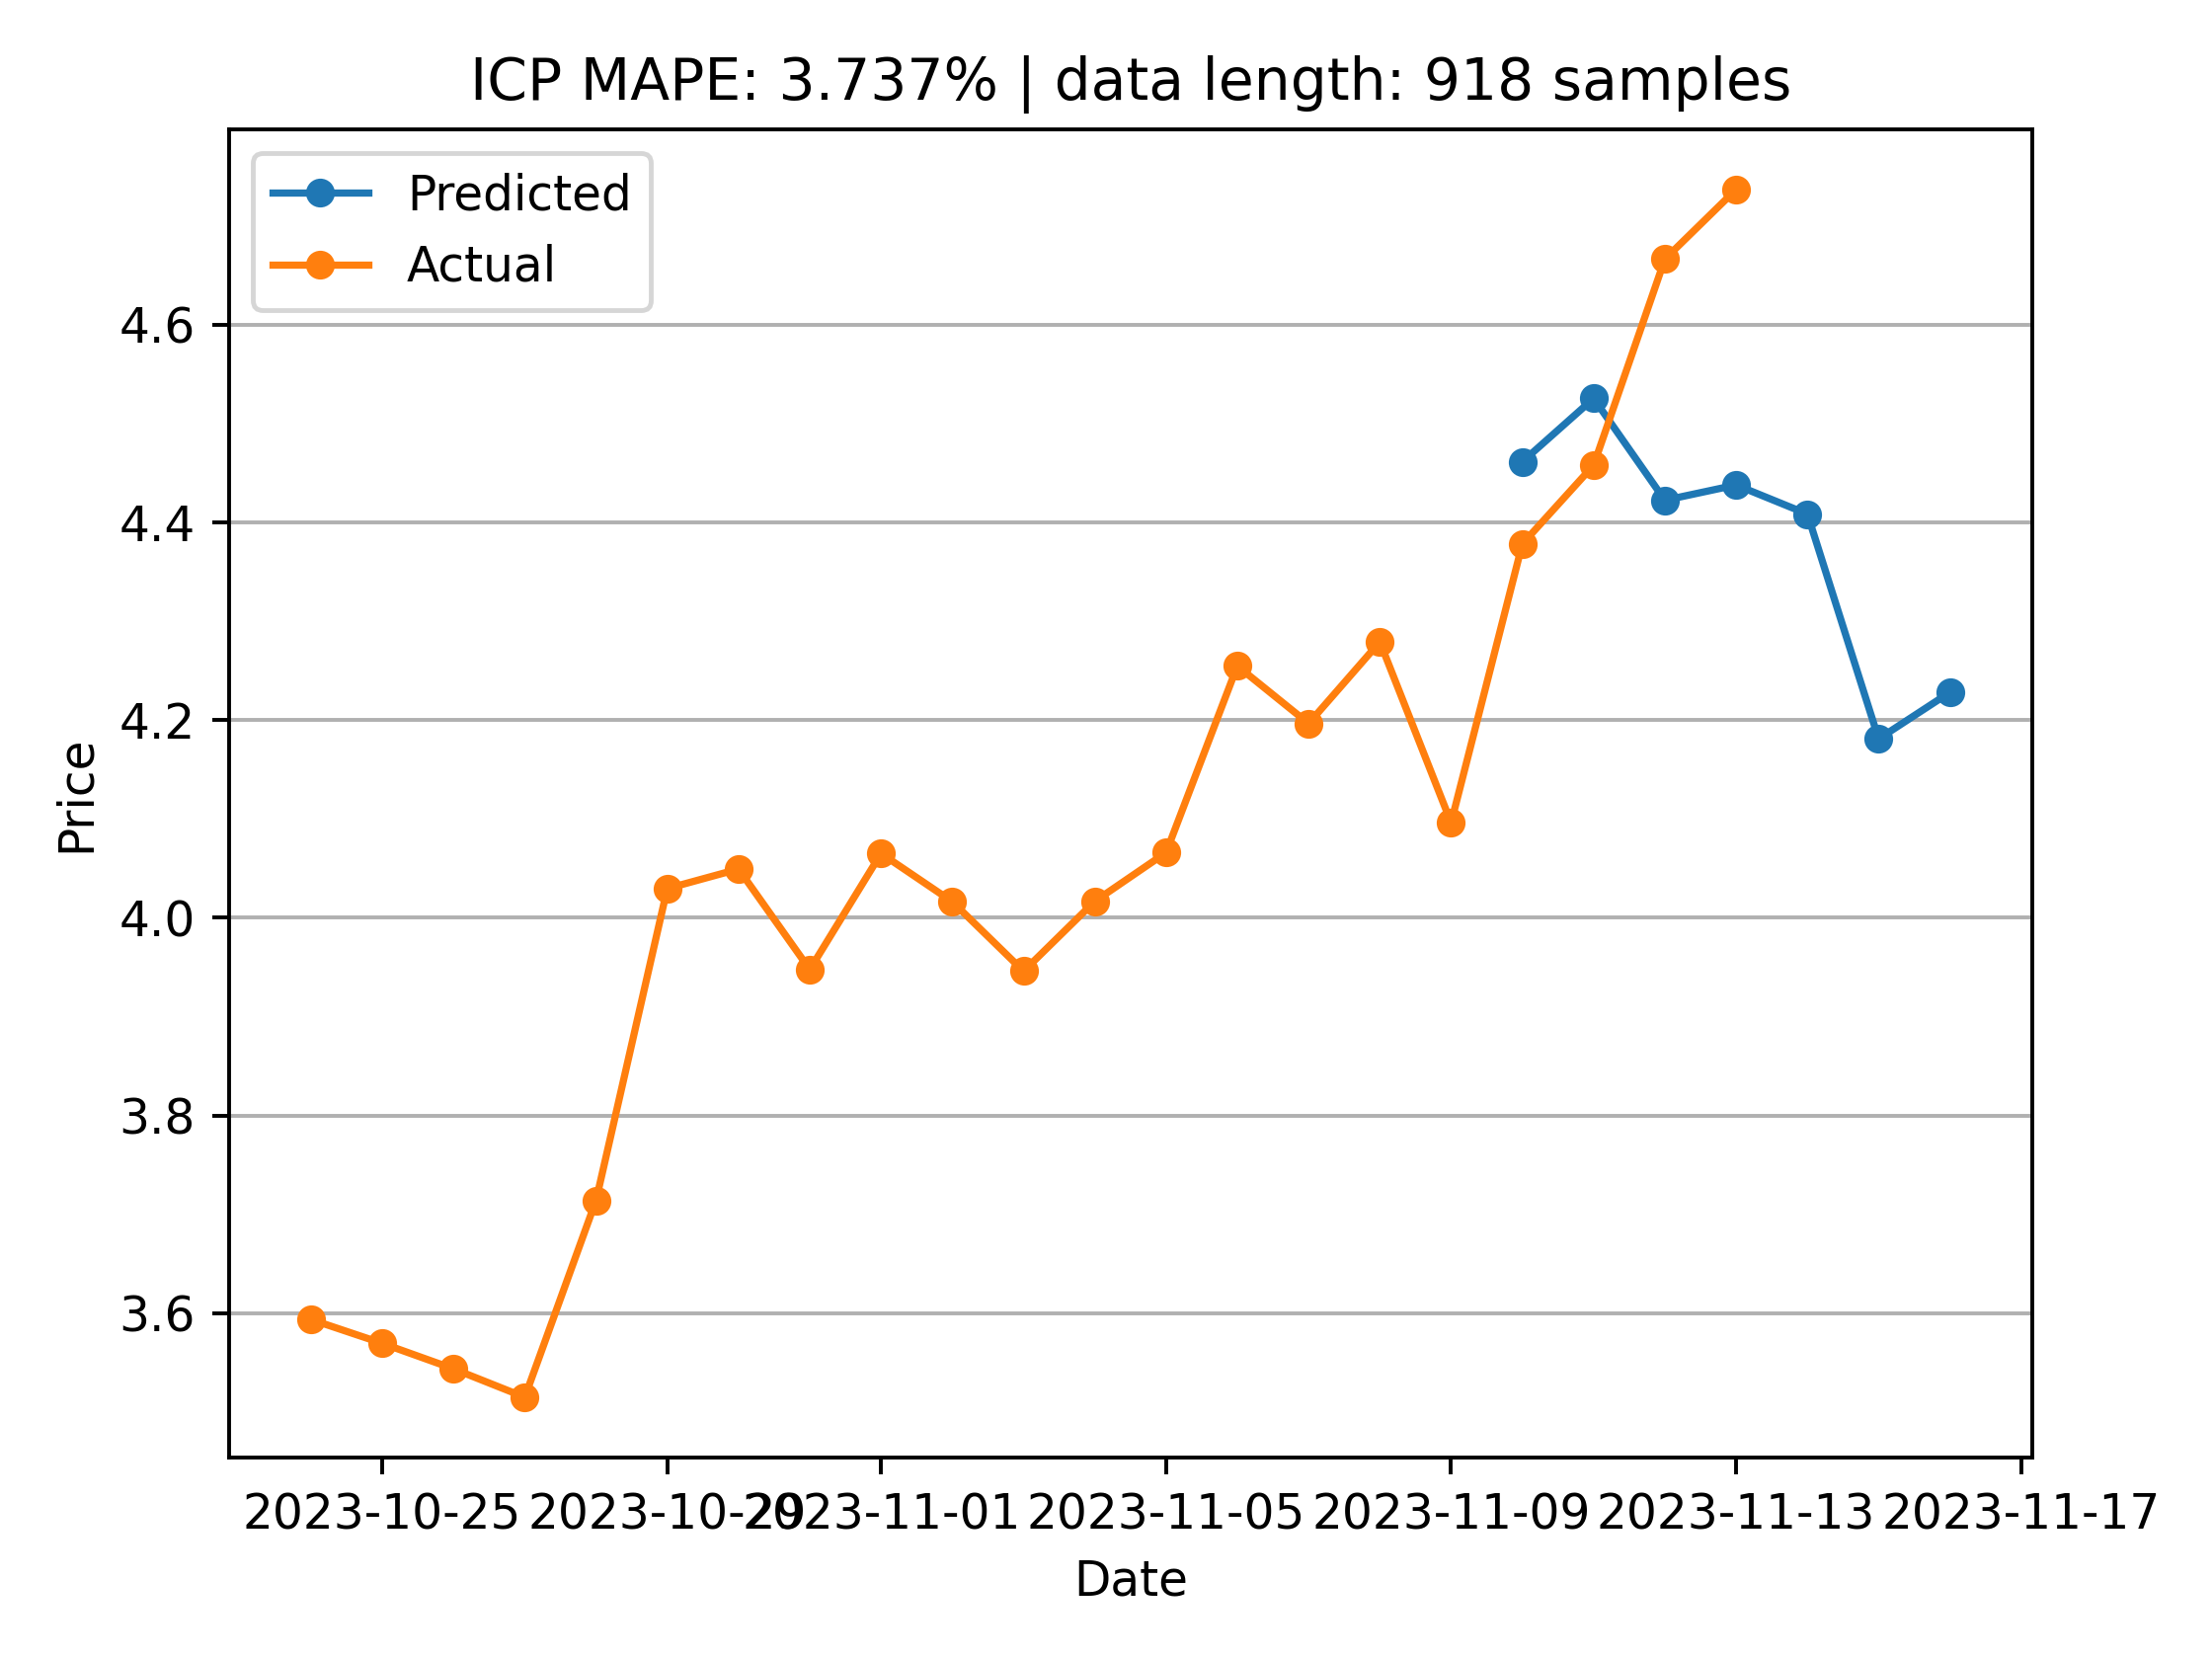 ICP MAPE: 3.737% | data length: 918 samples
Predicted
Actual
4.6
4.4
4.2
4.0
3.8
3.6
Price
2023-10-25 2023-10-29 2023-11-01 2023-11-05 2023-11-09 2023-11-13 2023-11-17
Date